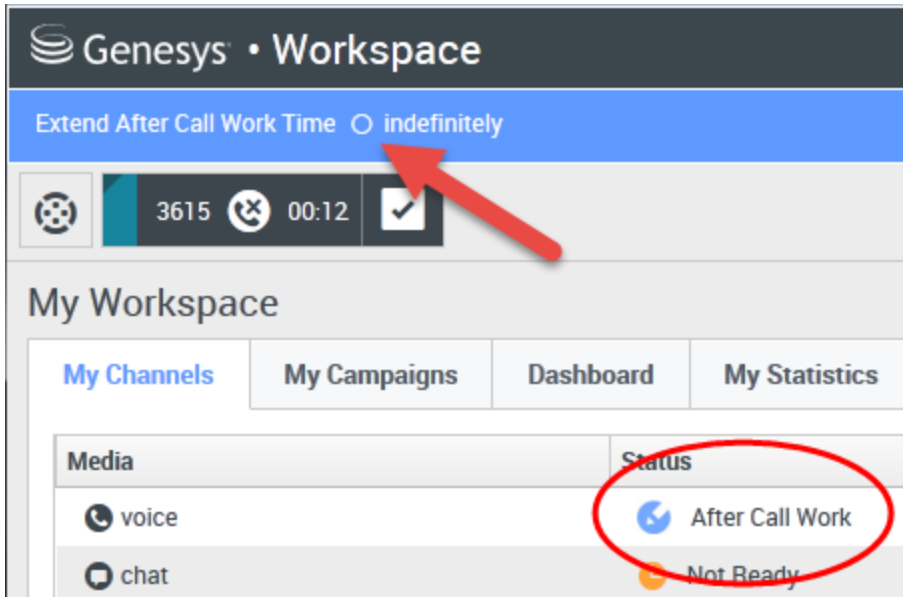 Genesys • Workspace
Extend After Call Work Time indefinitely
3615 00:12
My Workspace
My Channels My Campaigns Dashboard My Statistics
Media Status
voice After Call Work
chat Not Ready